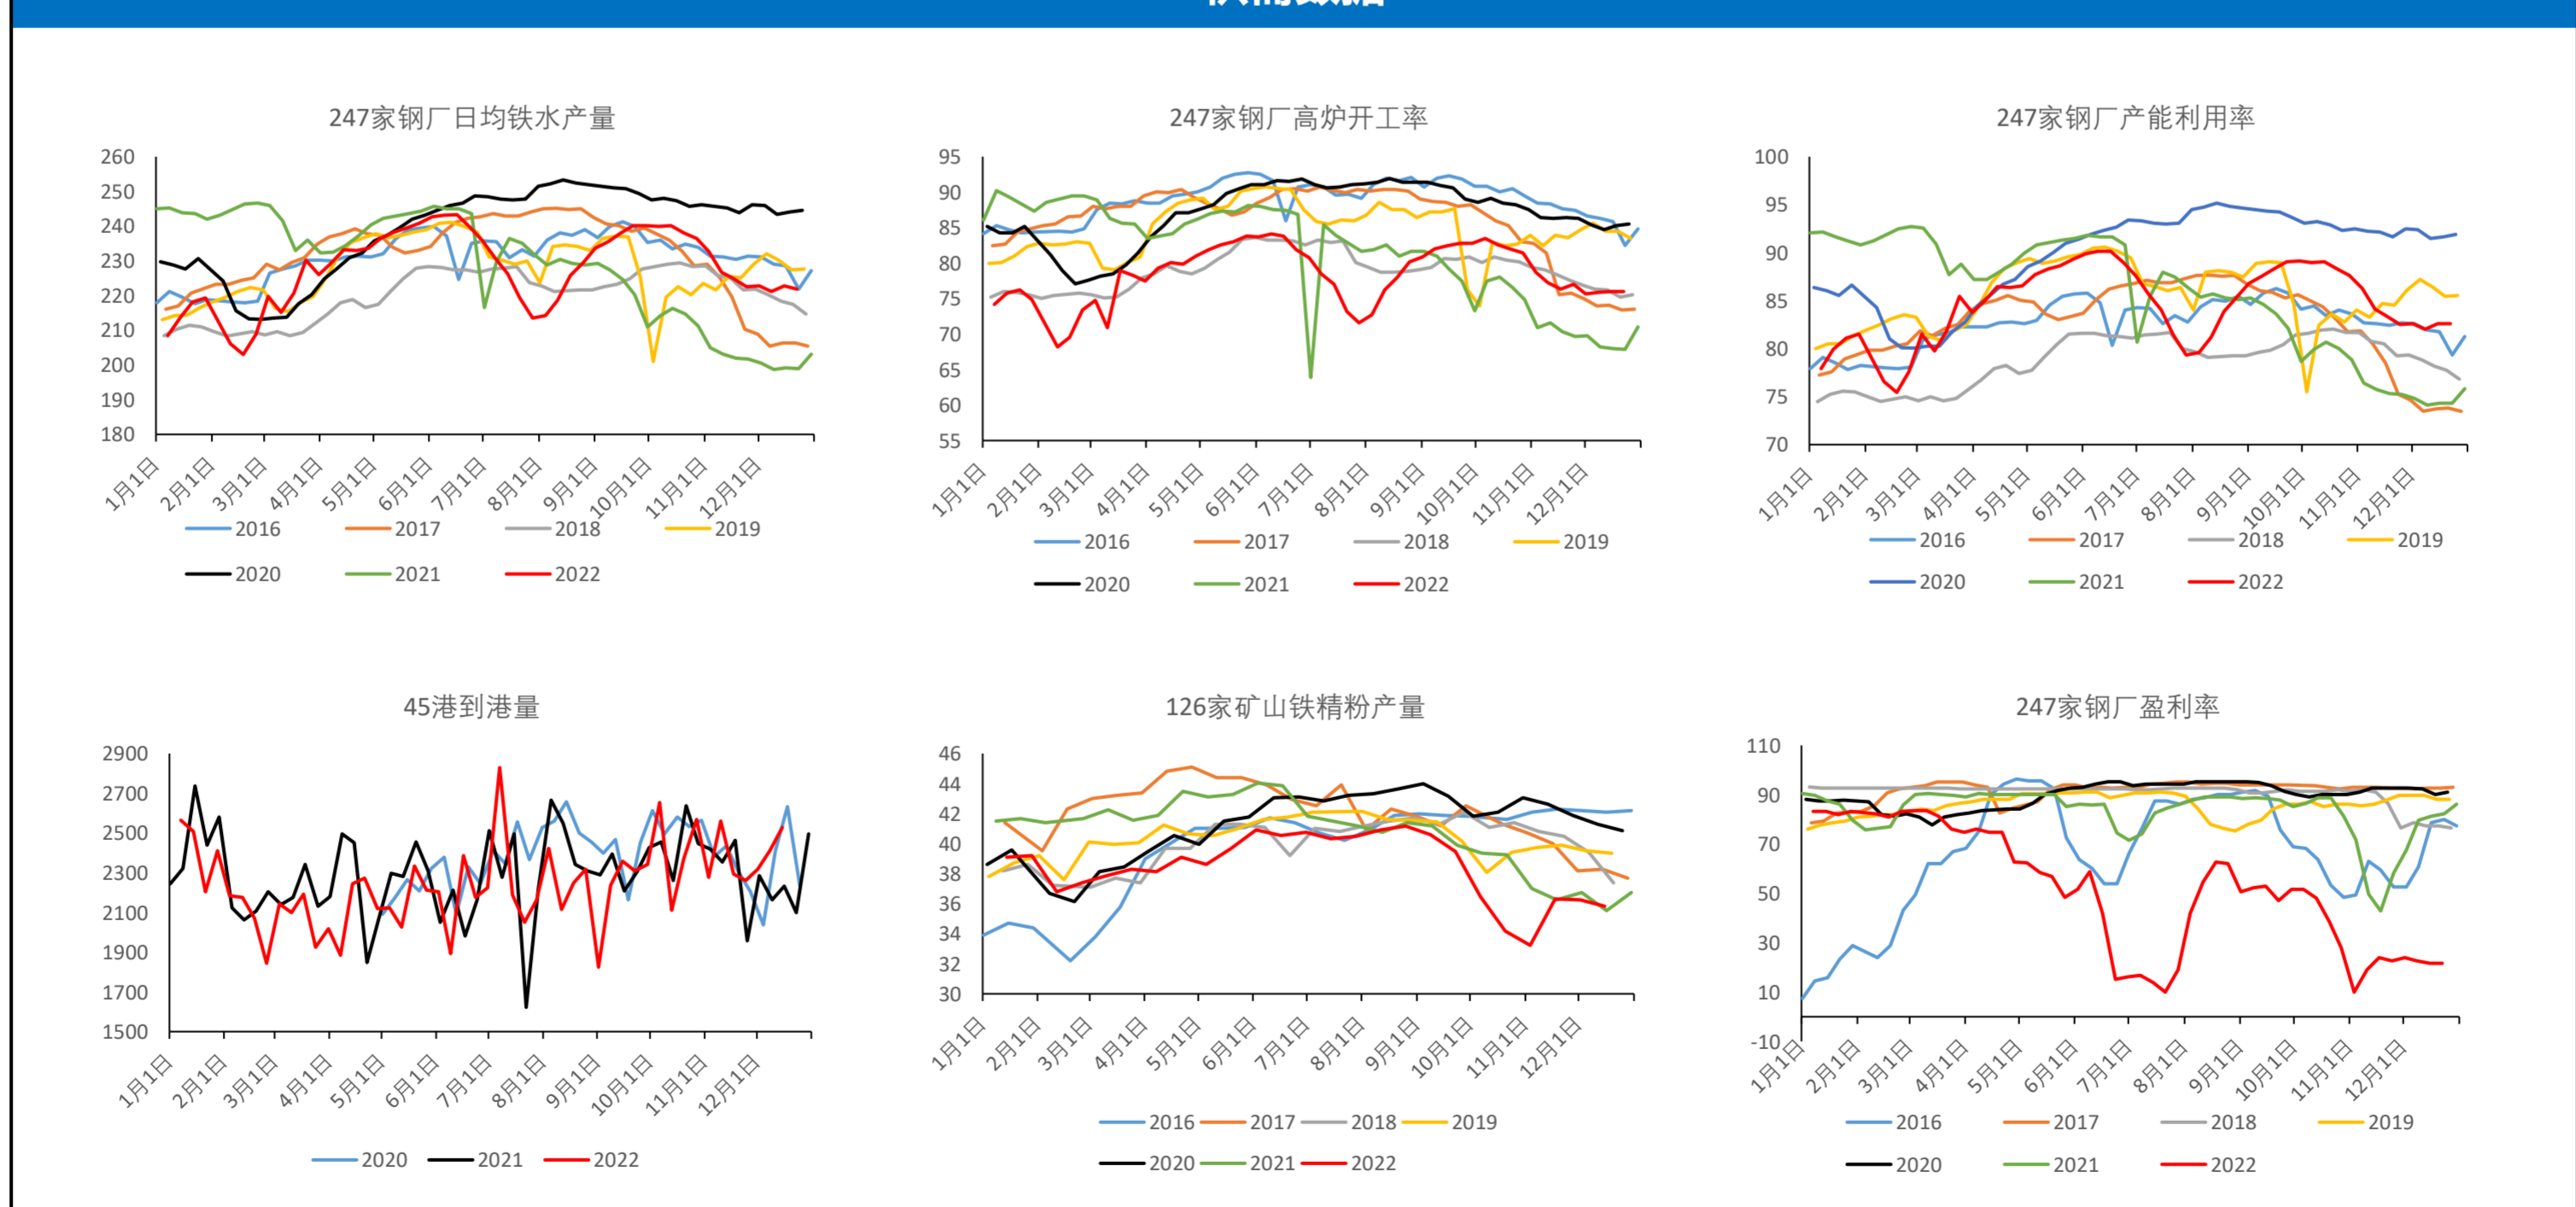 247家钢厂日均铁水产量
260
250
240
230
220
210
200
190
180
1月1日
2月1日
3月1日
4月1日
5月1日
6月1日
7月1日
8月1日
9月1日
10月1日
11月1日
12月1日
2016 2017 2018 2019
2020 2021 2022
247家钢厂高炉开工率
95
90
85
80
75
70
65
60
55
1月1日
2月1日
3月1日
4月1日
5月1日
6月1日
7月1日
8月1日
9月1日
10月1日
11月1日
12月1日
2016 2017 2018 2019
2020 2021 2022
247家钢厂产能利用率
100
95
90
85
80
75
70
1月1日
2月1日
3月1日
4月1日
5月1日
6月1日
7月1日
8月1日
9月1日
10月1日
11月1日
12月1日
2016 2017 2018 2019
2020 2021 2022
45港到港量
2900
2700
2500
2300
2100
1900
1700
1500
1月1日
2月1日
3月1日
4月1日
5月1日
6月1日
7月1日
8月1日
9月1日
10月1日
11月1日
12月1日
2020 2021 2022
126家矿山铁精粉产量
46
44
42
40
38
36
34
32
30
1月1日
2月1日
3月1日
4月1日
5月1日
6月1日
7月1日
8月1日
9月1日
10月1日
11月1日
12月1日
2016 2017 2018 2019
2020 2021 2022
247家钢厂盈利率
110
90
70
50
30
10
-10
1月1日
2月1日
3月1日
4月1日
5月1日
6月1日
7月1日
8月1日
9月1日
10月1日
11月1日
12月1日
2016 2017 2018 2019
2020 2021 2022